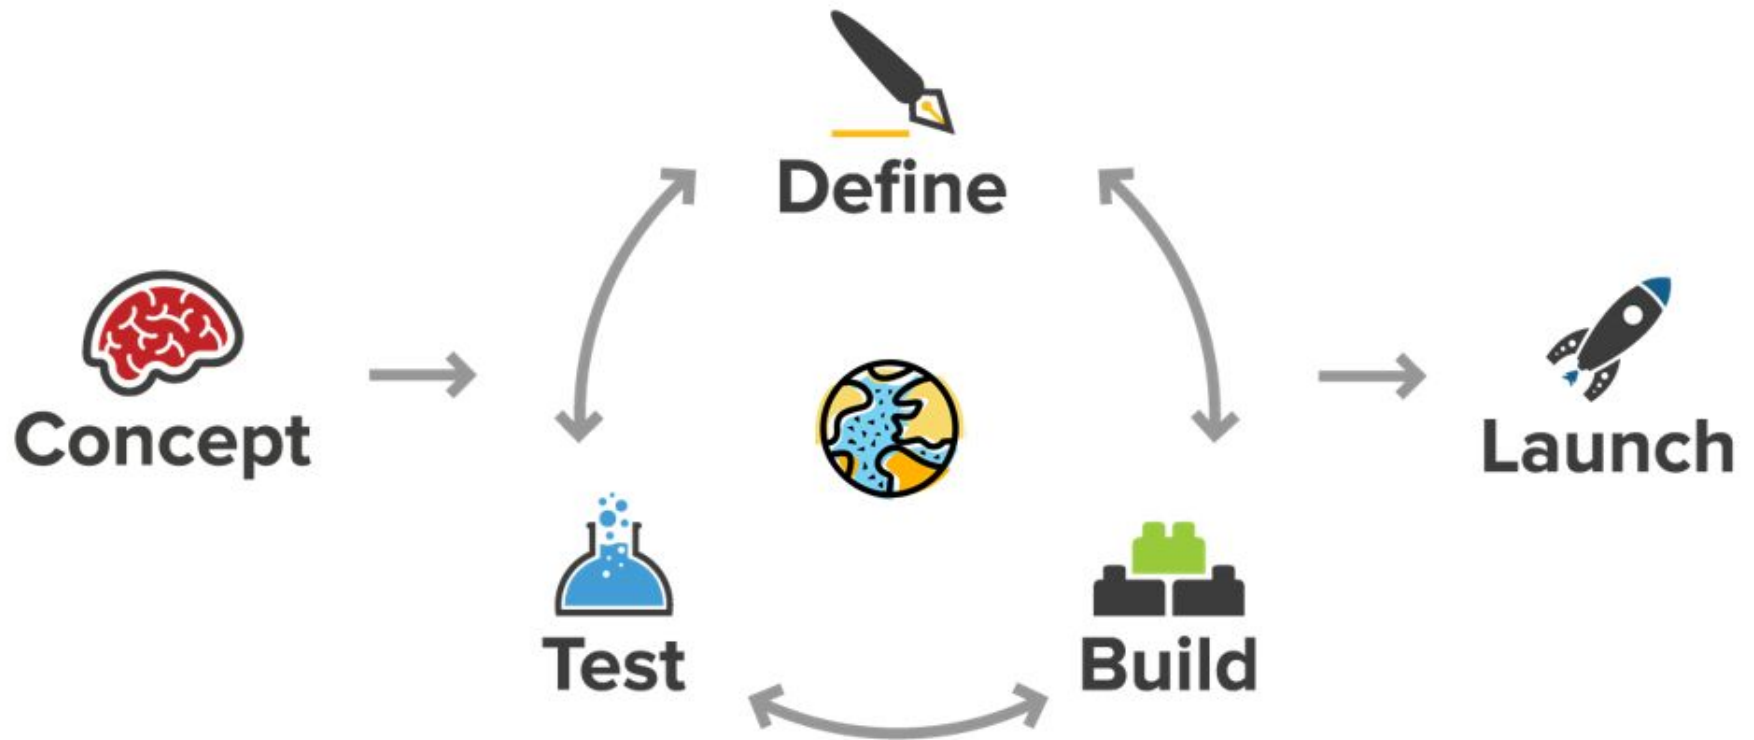 Define
Concept
Launch
Test
Build